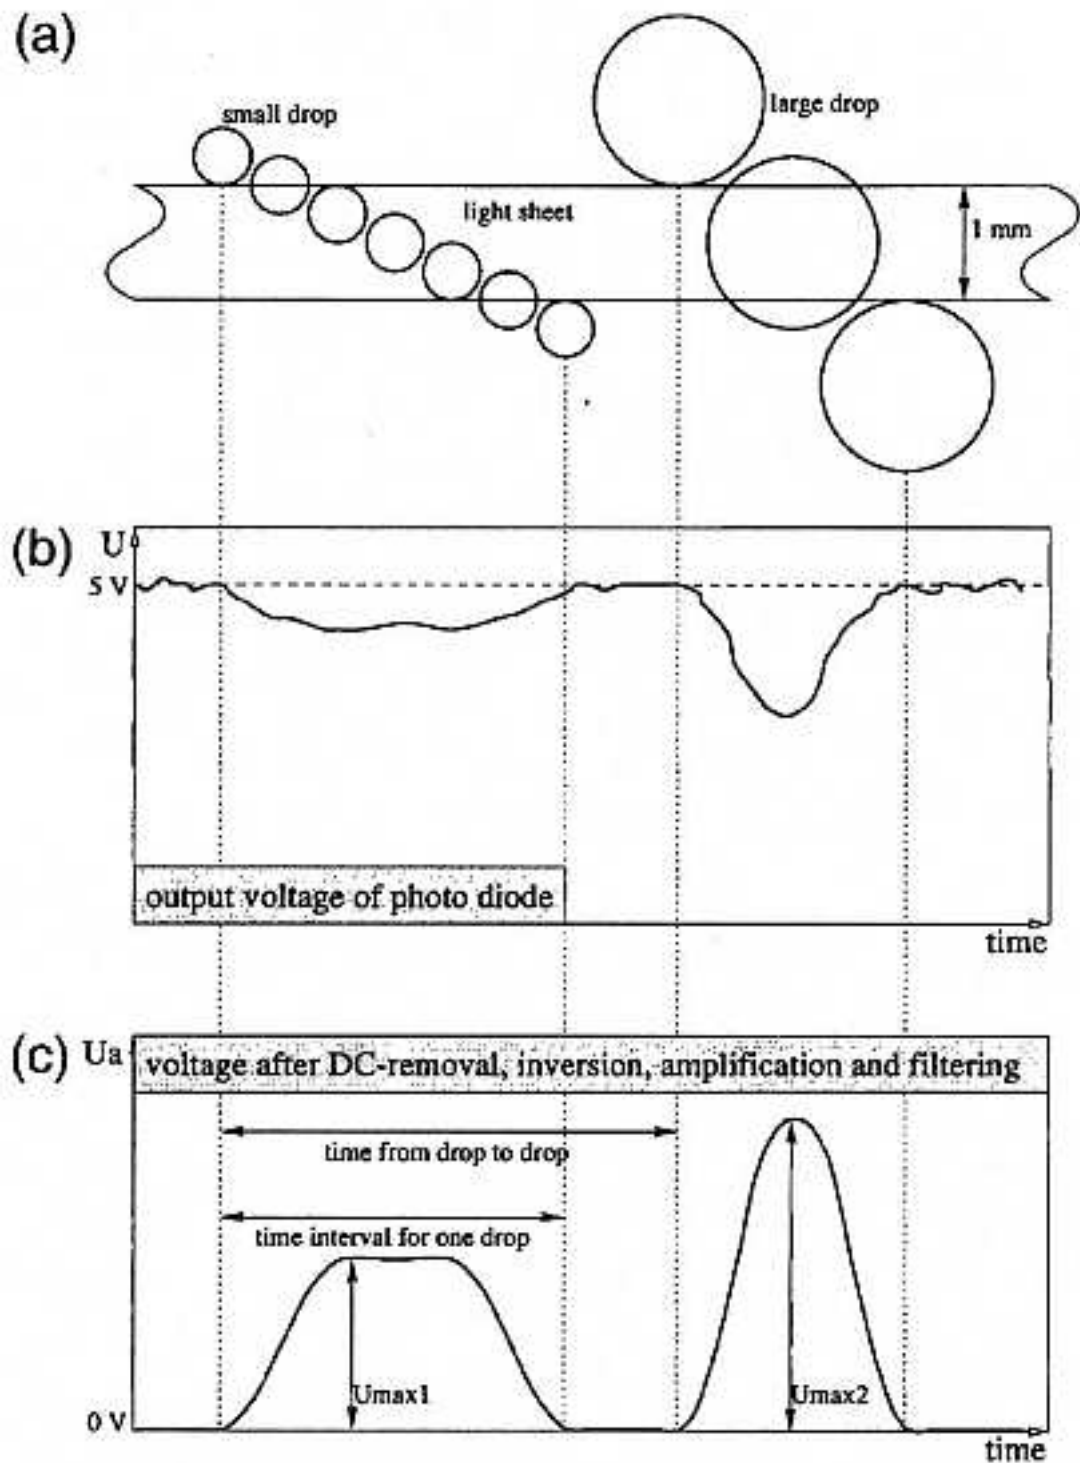 (a)
small drop
large drop
light sheet
1 mm
(b)
U
5 V
output voltage of photo diode
time
(c)
Ua
voltage after DC-removal, inversion, amplification and filtering
time from drop to drop
time interval for one drop
Umax1
Umax2
0 V
time